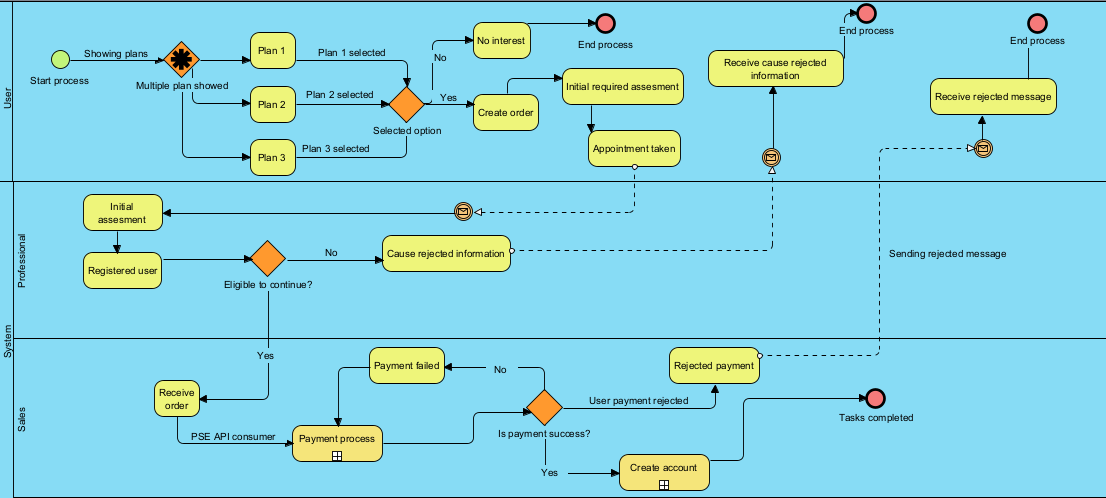 User
Start process
Showing plans
Multiple plan showed
Plan 1
Plan 2
Plan 3
Plan 1 selected
Plan 2 selected
Plan 3 selected
Selected option
No
Yes
No interest
End process
Create order
Initial required assesment
Appointment taken
Receive cause rejected
information
End process
Receive rejected message
End process
System
Professional
Initial
assesment
Registered user
Eligible to continue?
No
Cause rejected information
Sending rejected message
Yes
Sales
Receive
order
PSE API consumer
Payment process
Payment failed
No
Is payment success?
User payment rejected
Rejected payment
Yes
Create account
Tasks completed